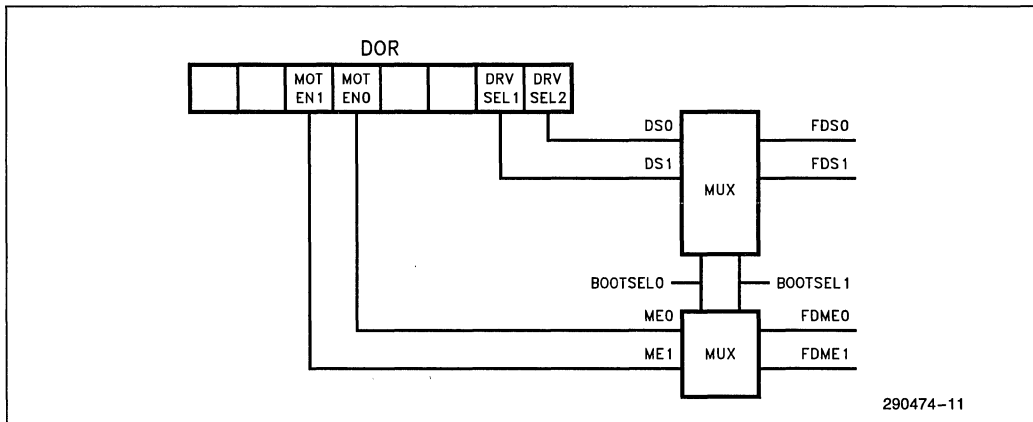 DOR
MOT EN1
MOT EN0
DRV SEL1
DRV SEL2
DS0
FDS0
DS1
FDS1
MUX
BOOTSEL0
BOOTSEL1
ME0
FDME0
ME1
MUX
FDME1
290474-11